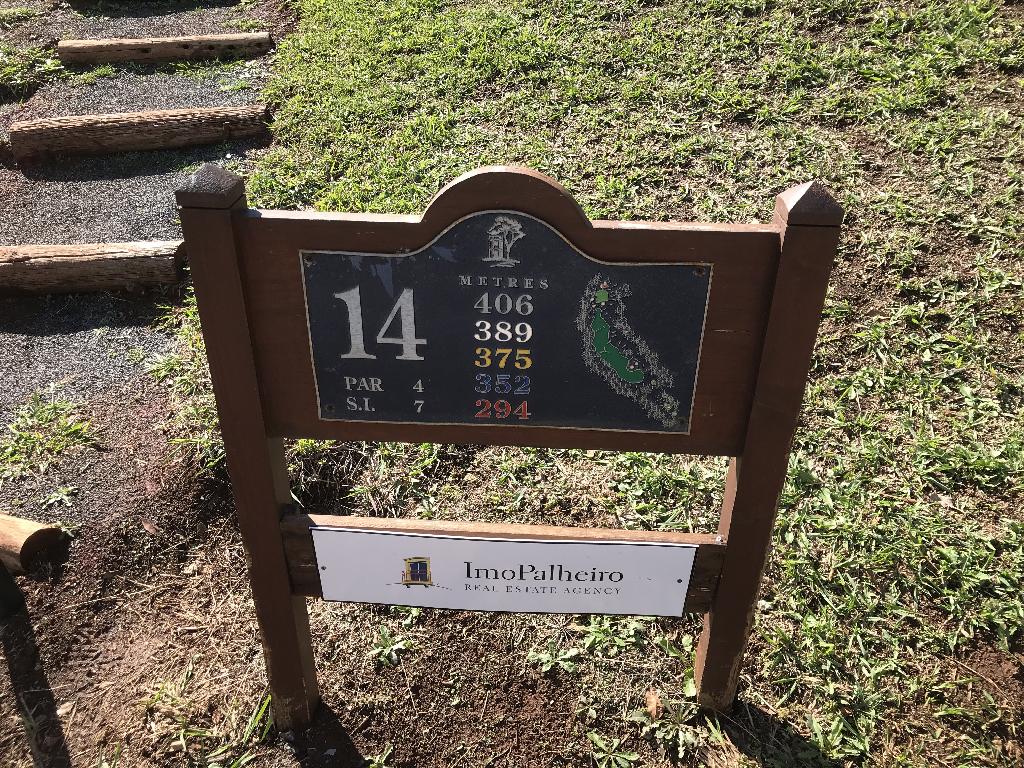 14
PAR 4
S.I. 7
METRES
406
389
375
352
294
ImoPalheiro
REAL ESTATE AGENCY